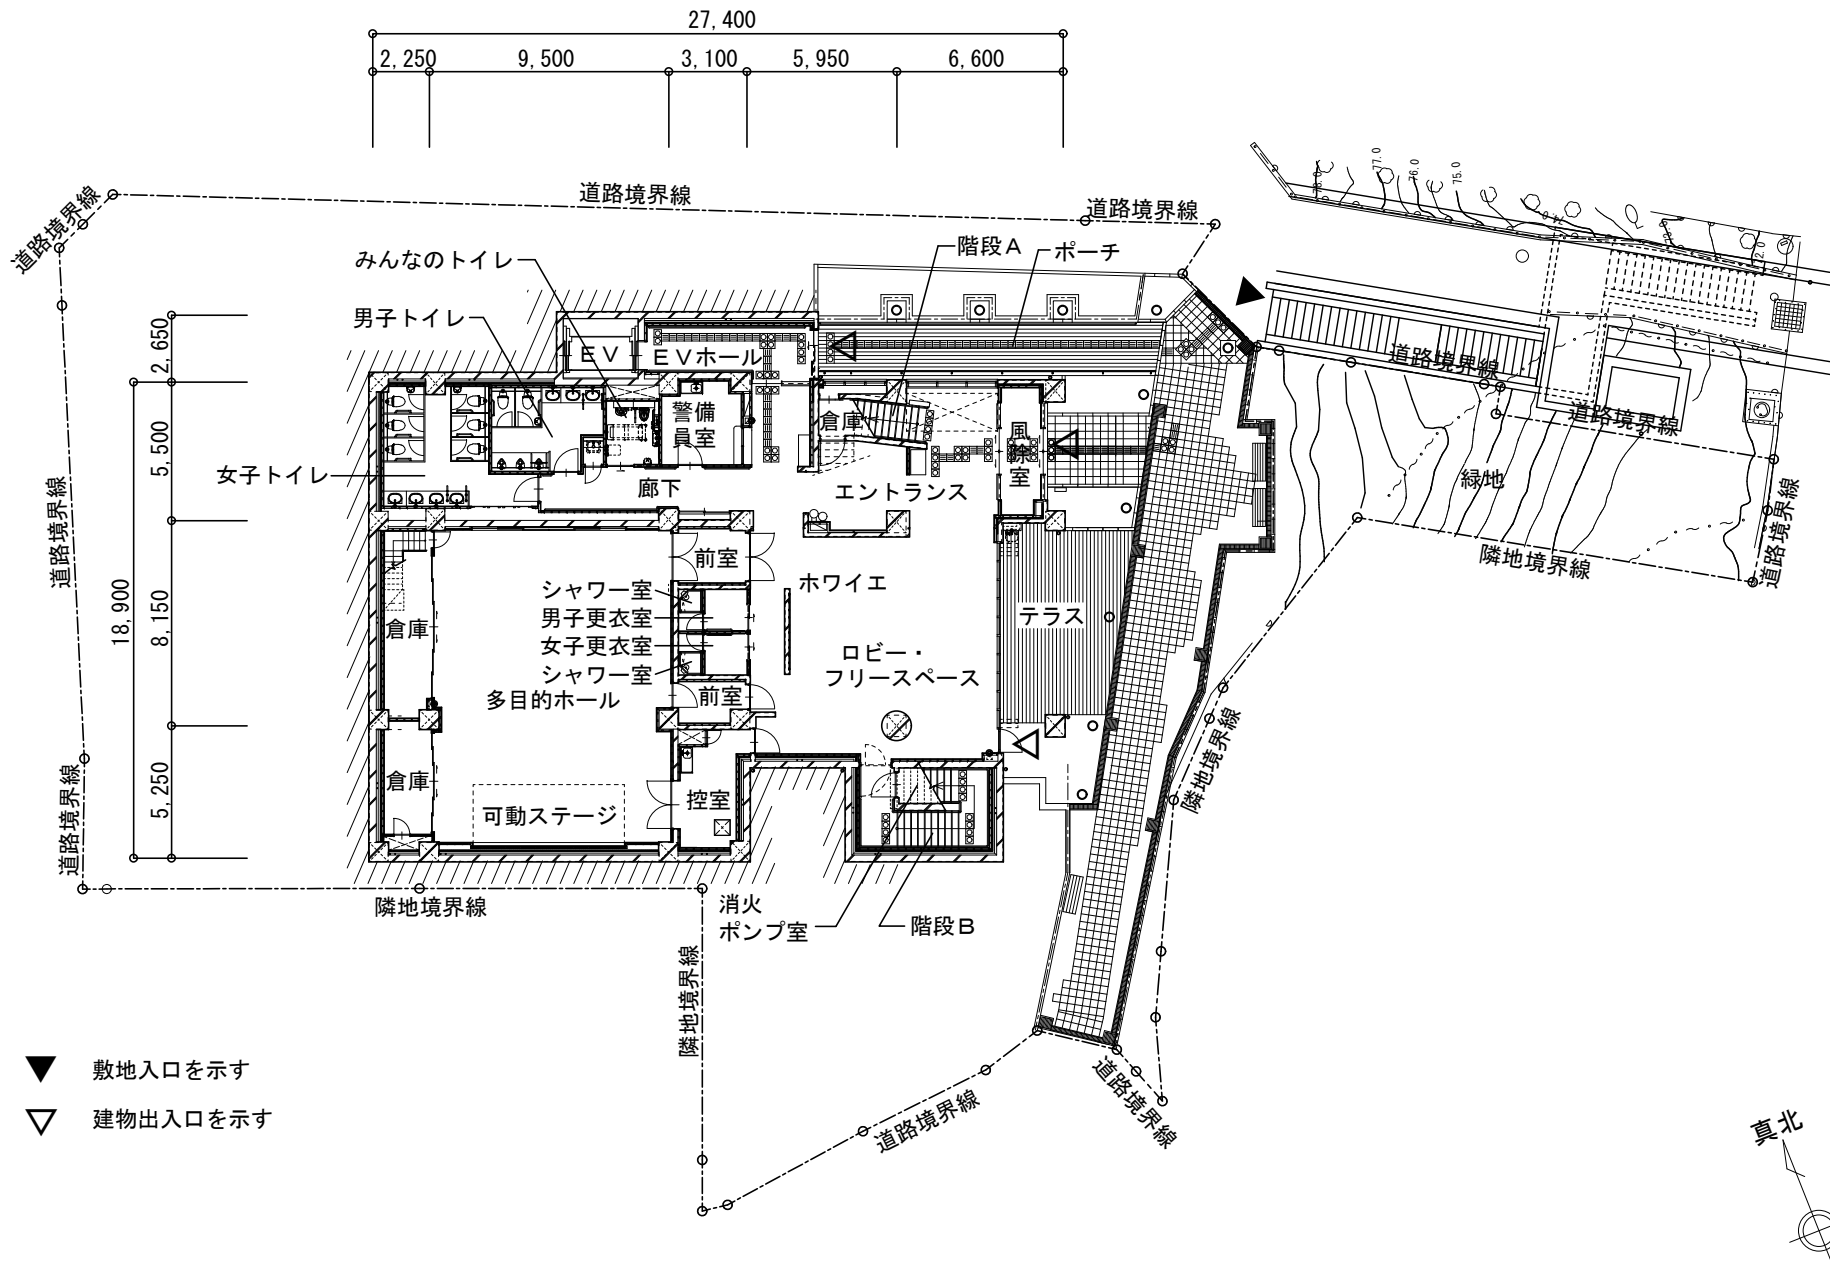 27,400
2,250
9,500
3,100
5,950
6,600
道路境界線
道路境界線
道路境界線
77.0
76.0
75.0
階段A
ポーチ
みんなのトイレ
男子トイレ
EV
EVホール
2,650
道路境界線
道路境界線
警備
員室
倉庫
風除室
5,500
女子トイレ
廊下
エントランス
緑地
道路境界線
隣地境界線
道路境界線
前室
ホワイエ
シャワー室
男子更衣室
女子更衣室
シャワー室
テラス
倉庫
18,900
8,150
ロビー・
フリースペース
前室
多目的ホール
隣地境界線
道路境界線
5,250
倉庫
可動ステージ
控室
隣地境界線
消火
ポンプ室
階段B
隣地境界線
道路境界線
道路境界線
敷地入口を示す
建物出入口を示す
真北